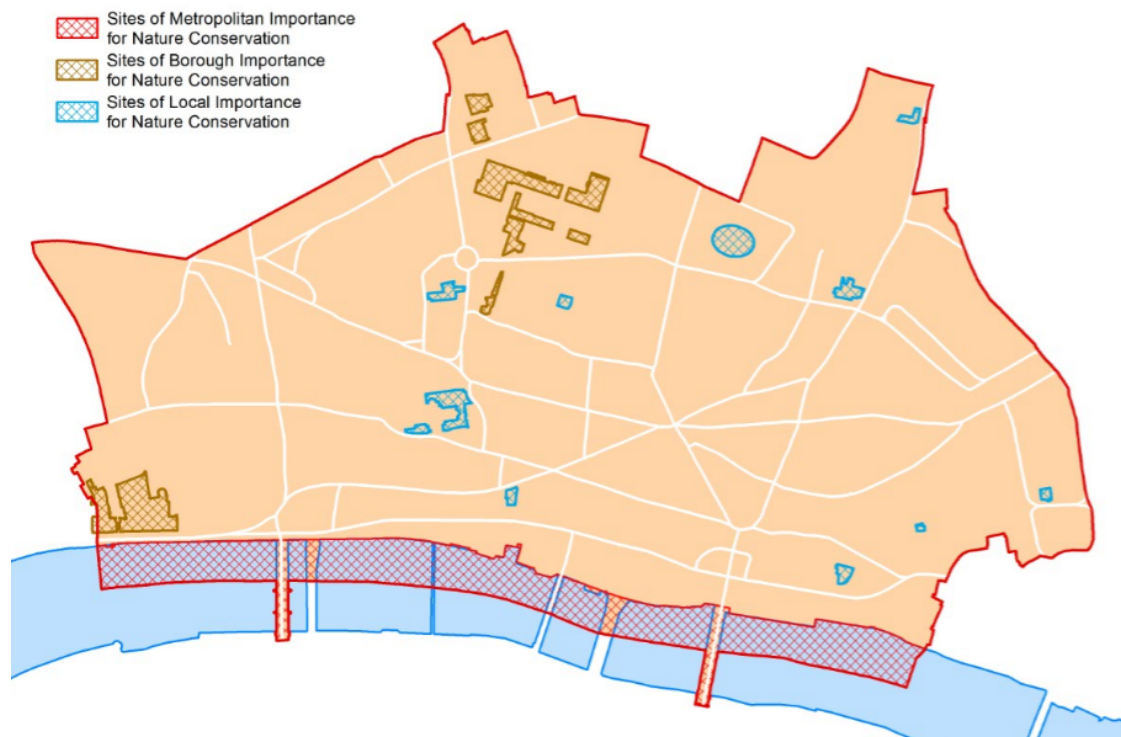 Sites of Metropolitan Importance
for Nature Conservation
Sites of Borough Importance
for Nature Conservation
Sites of Local Importance
for Nature Conservation